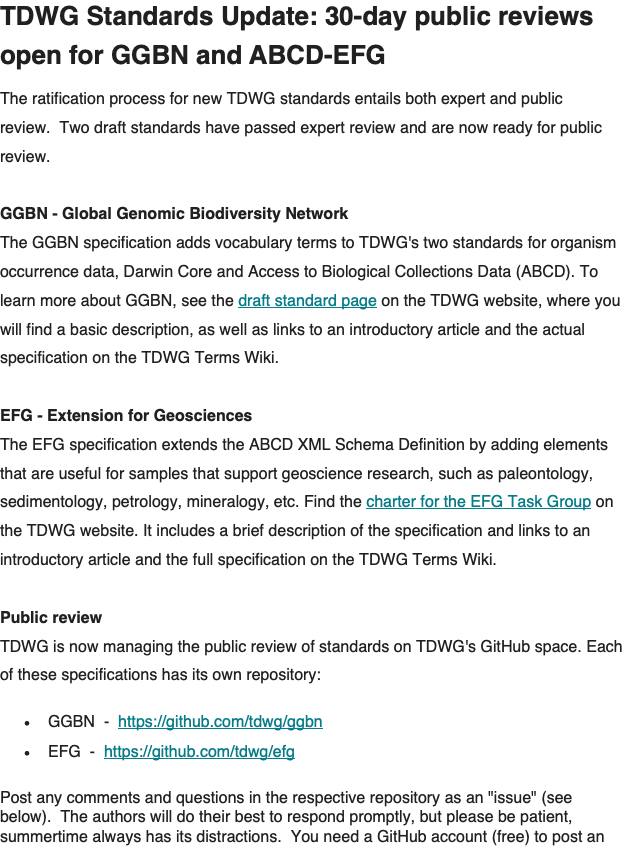 TDWG Standards Update: 30-day public reviews
open for GGBN and ABCD-EFG
The ratification process for new TDWG standards entails both expert and public
review.  Two draft standards have passed expert review and are now ready for public
review.
GGBN - Global Genomic Biodiversity Network
The GGBN specification adds vocabulary terms to TDWG's two standards for organism
occurrence data, Darwin Core and Access to Biological Collections Data (ABCD). To
learn more about GGBN, see the draft standard page on the TDWG website, where you
will find a basic description, as well as links to an introductory article and the actual
specification on the TDWG Terms Wiki.
EFG - Extension for Geosciences
The EFG specification extends the ABCD XML Schema Definition by adding elements
that are useful for samples that support geoscience research, such as paleontology,
sedimentology, petrology, mineralogy, etc. Find the charter for the EFG Task Group on
the TDWG website. It includes a brief description of the specification and links to an
introductory article and the full specification on the TDWG Terms Wiki.
Public review
TDWG is now managing the public review of standards on TDWG's GitHub space. Each
of these specifications has its own repository:
• GGBN  -  https://github.com/tdwg/ggbn
• EFG  -  https://github.com/tdwg/efg
Post any comments and questions in the respective repository as an "issue" (see
below).  The authors will do their best to respond promptly, but please be patient,
summertime always has its distractions.  You need a GitHub account (free) to post an